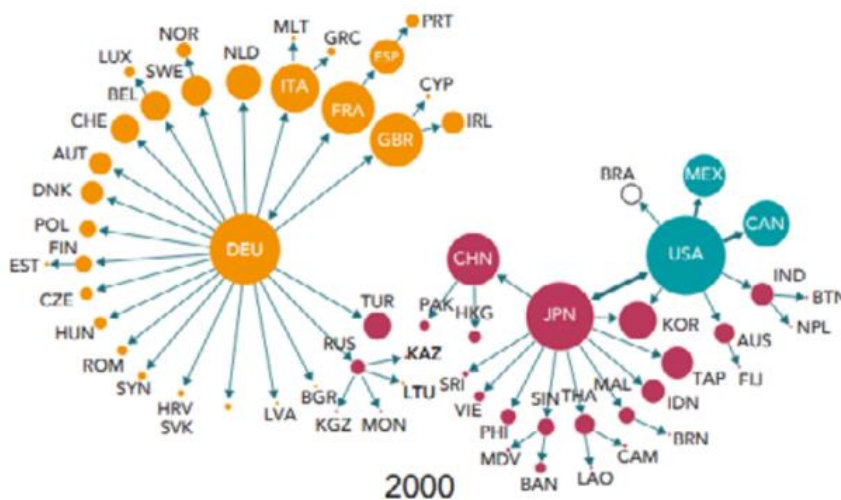 PRT
MLT
GRC
NOR
NLD
ESP
LUX
SWE
ITA
CYP
BEL
FRA
CHE
GBR
IRL
AUT
BRA
MEX
DNK
CAN
POL
DEU
CHN
USA
FIN
EST
IND
BTN
CZE
TUR
PAK
HKG
JPN
KOR
NPL
HUN
RUS
AUS
ROM
KAZ
SRI
TAP
FIJ
SYN
LTU
VIE
SIN
THA
MAL
IDN
HRV
LVA
BGR
SVK
KGZ
MON
PHI
BRN
MDV
CAM
BAN
LAO
2000